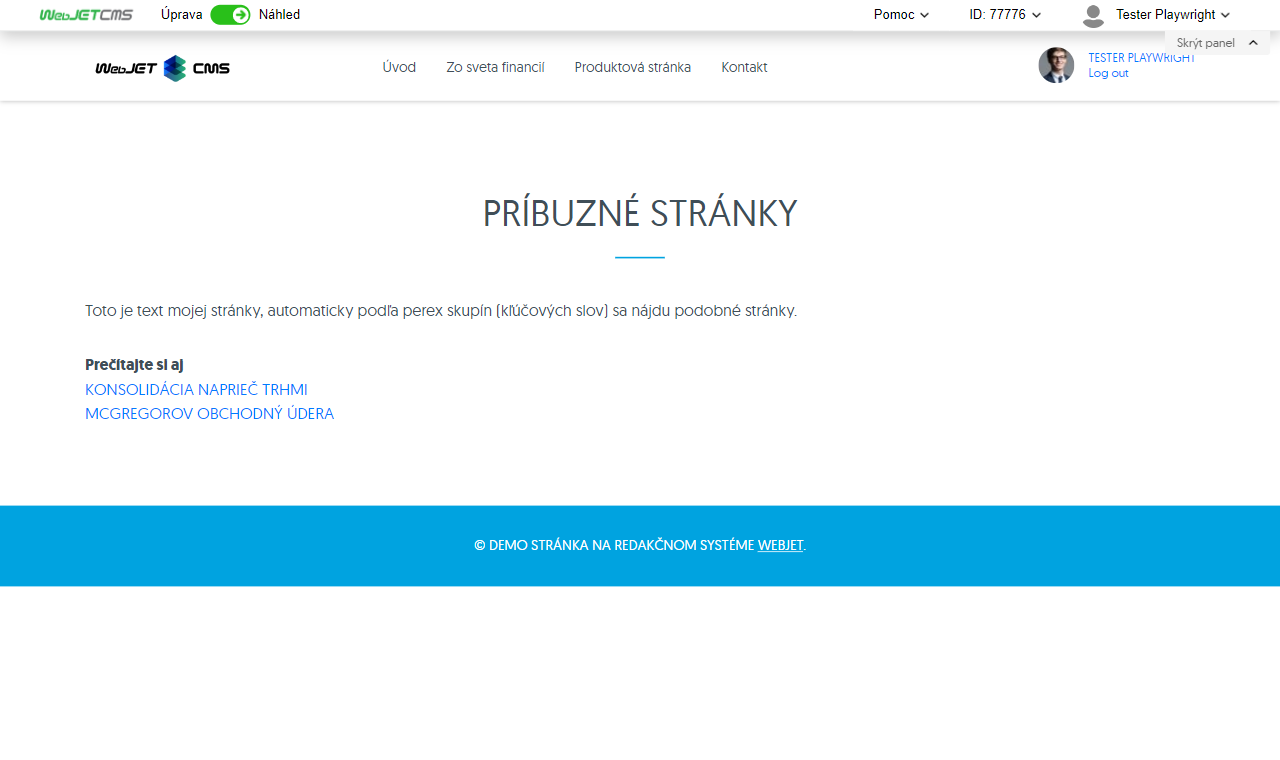 WebJETCMS Úprava Náhled Pomoc ID: 77776 Tester Playwright
Skrýt panel
WebJET CMS Úvod Zo sveta financií Produktová stránka Kontakt
TESTER PLAYWRIGHT
Log out
PRÍBUZNÉ STRÁNKY
Toto je text mojej stránky, automaticky podľa perex skupín (kľúčových slov) sa nájdu podobné stránky.
Prečítajte si aj
KONSOLIDÁCIA NAPRIEČ TRHMI
MCGREGOROV OBCHODNÝ ÚDERA
© DEMO STRÁNKA NA REDAKČNOM SYSTÉME WEBJET.